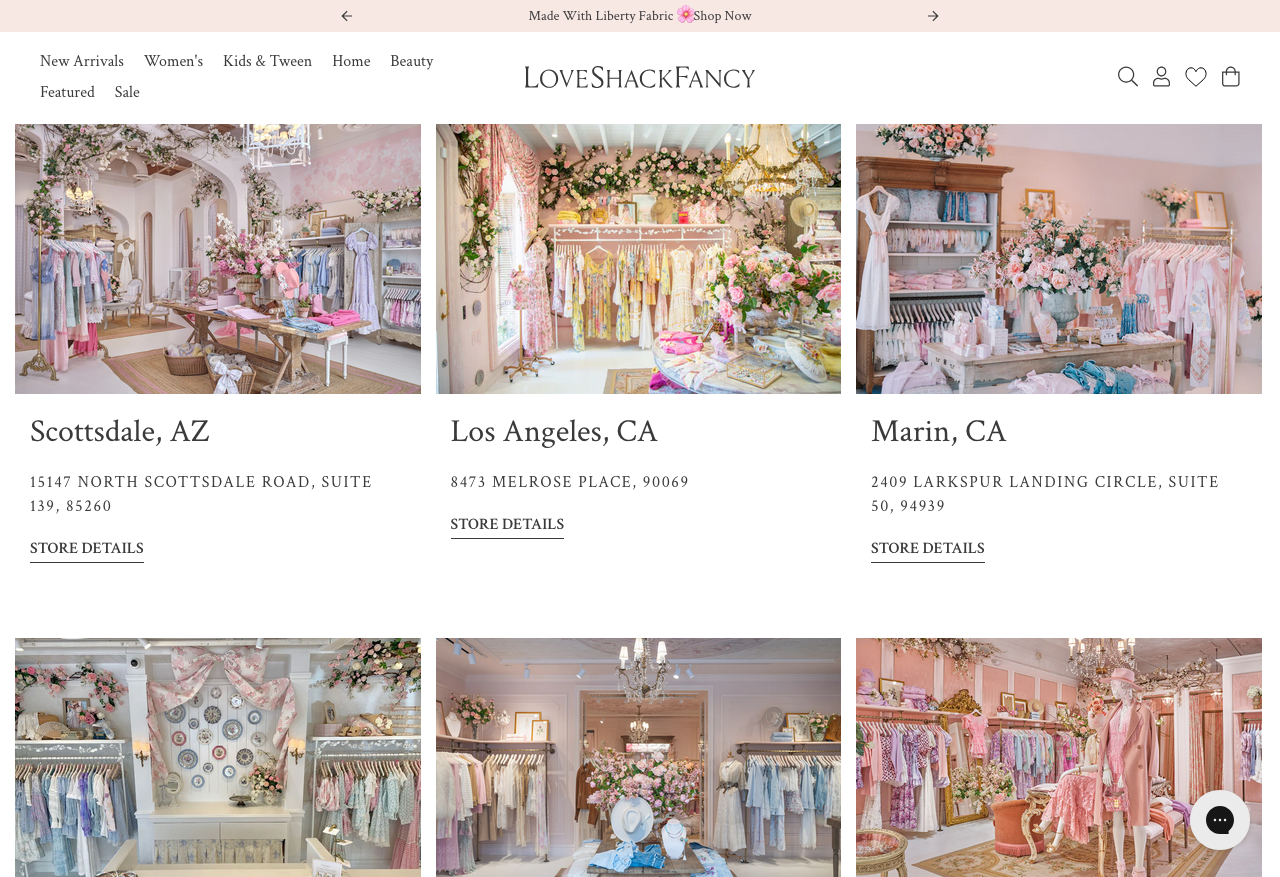 Made With Liberty Fabric 🌸Shop Now
New Arrivals Women's Kids & Tween Home Beauty
Featured Sale
LoveShackFancy
Scottsdale, AZ
15147 NORTH SCOTTSDALE ROAD, SUITE
139, 85260
STORE DETAILS
Los Angeles, CA
8473 MELROSE PLACE, 90069
STORE DETAILS
Marin, CA
2409 LARKSPUR LANDING CIRCLE, SUITE
50, 94939
STORE DETAILS